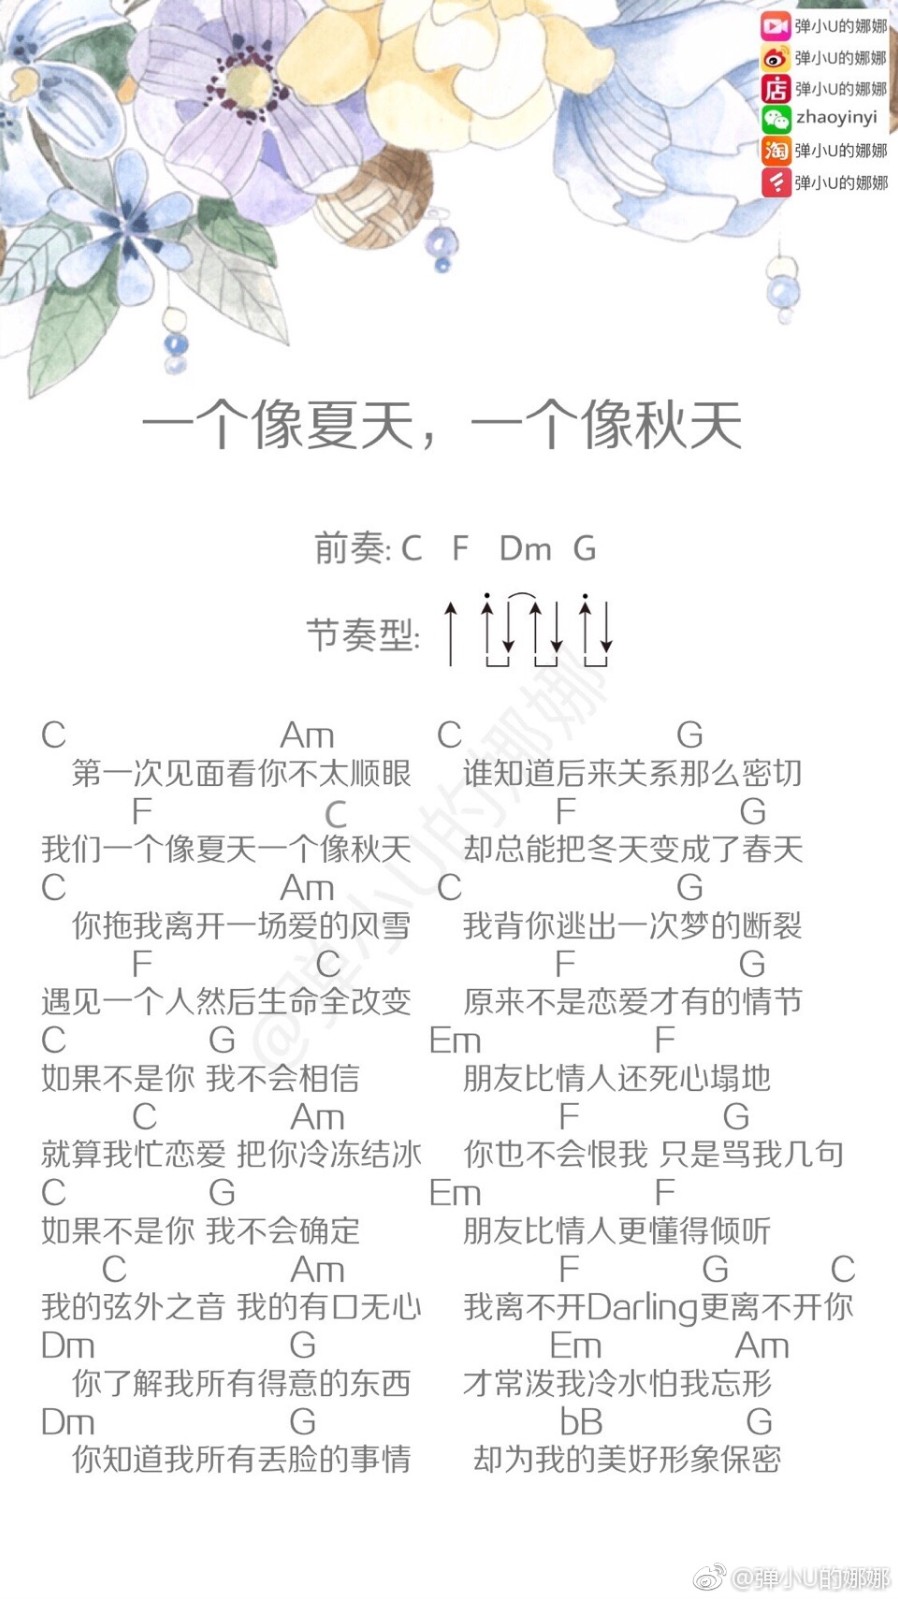 弹小U的娜娜
弹小U的娜娜
店 弹小U的娜娜
zhaoyinyi
淘 弹小U的娜娜
弹小U的娜娜
一个像夏天，一个像秋天
前奏: C F Dm G
节奏型:
C Am C G
第一次见面看你不太顺眼 谁知道后来关系那么密切
F C F G
我们一个像夏天一个像秋天 却总能把冬天变成了春天
C Am C G
你拖我离开一场爱的风雪 我背你逃出一次梦的断裂
F C F G
遇见一个人然后生命全改变 原来不是恋爱才有的情节
C G Em F
如果不是你 我不会相信 朋友比情人还死心塌地
C Am F G
就算我忙恋爱 把你冷冻结冰 你也不会恨我 只是骂我几句
C G Em F
如果不是你 我不会确定 朋友比情人更懂得倾听
C Am F G C
我的弦外之音 我的有口无心 我离不开Darling更离不开你
Dm G Em Am
你了解我所有得意的东西 才常泼我冷水怕我忘形
Dm G bB G
你知道我所有丢脸的事情 却为我的美好形象保密
@弹小U的娜娜
@弹小U的娜娜